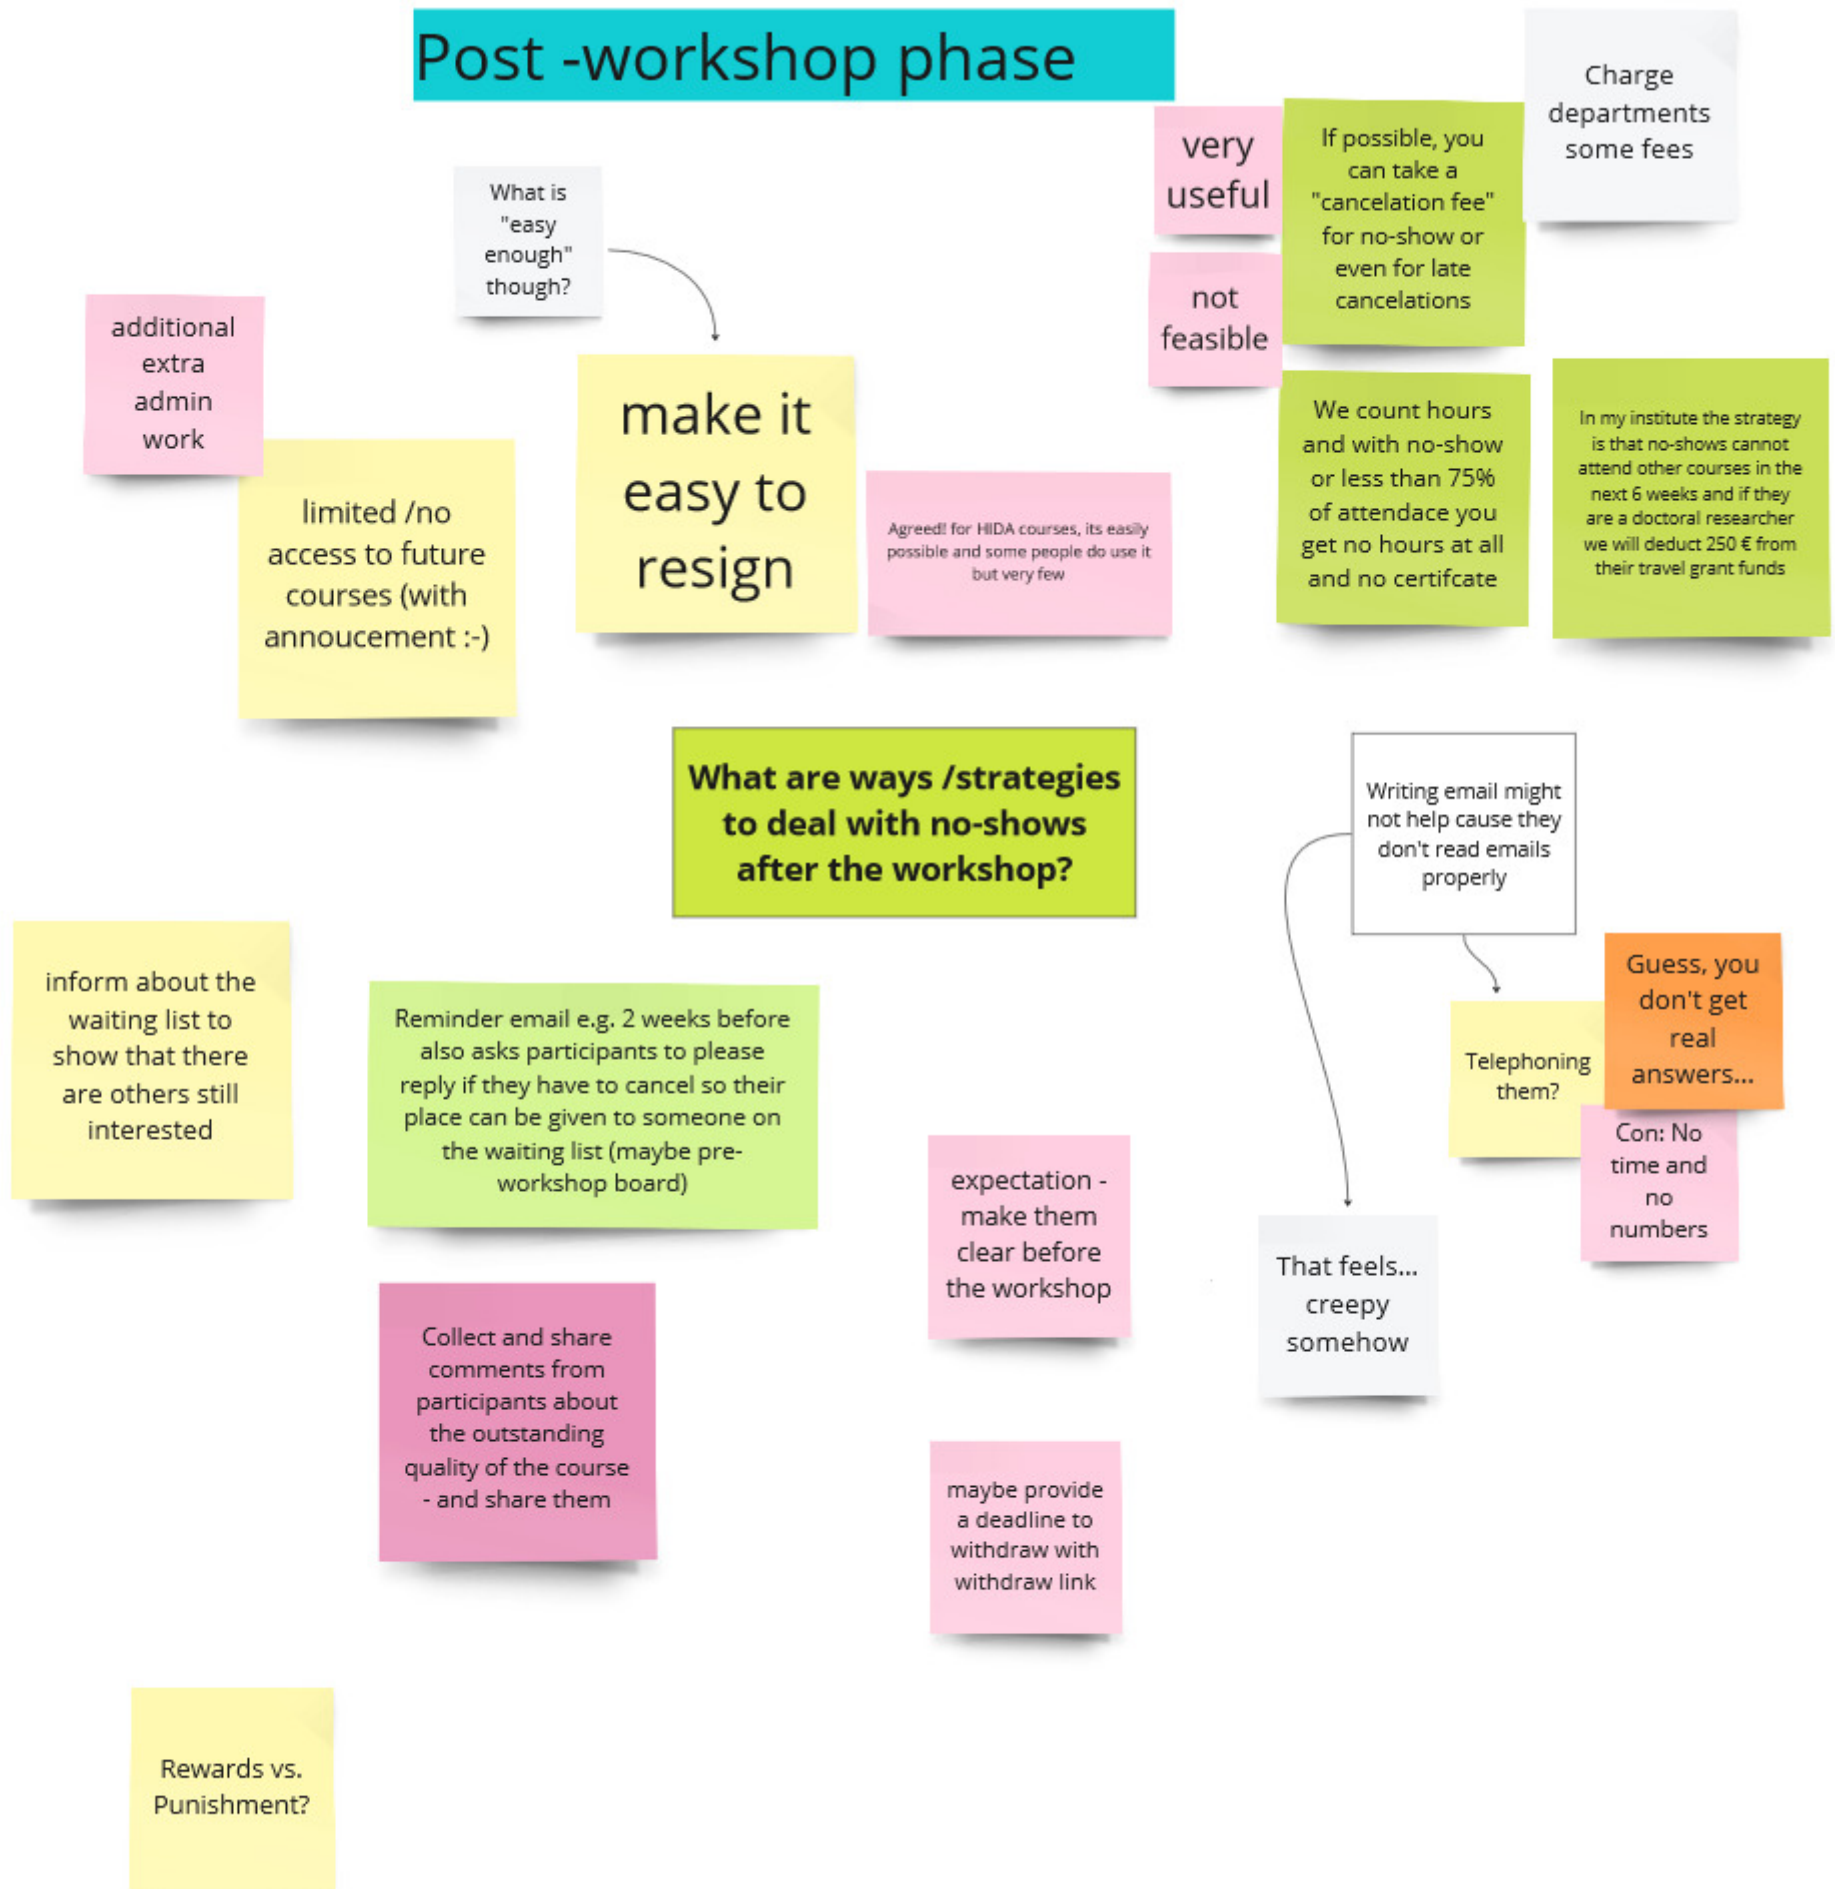 Post -workshop phase
Charge
departments
some fees
very
useful
If possible, you
can take a
"cancelation fee"
for no-show or
even for late
cancelations
not
feasible
What is
"easy
enough"
though?
additional
extra
admin
work
limited /no
access to future
courses (with
annoucement :-)
make it
easy to
resign
Agreed! for HIDA courses, its easily
possible and some people do use it
but very few
We count hours
and with no-show
or less than 75%
of attendace you
get no hours at all
and no certifcate
In my institute the strategy
is that no-shows cannot
attend other courses in the
next 6 weeks and if they
are a doctoral researcher
we will deduct 250 € from
their travel grant funds
What are ways /strategies
to deal with no-shows
after the workshop?
Writing email might
not help cause they
don't read emails
properly
Guess, you
don't get
real
answers...
Telephoning
them?
Con: No
time and
no
numbers
inform about the
waiting list to
show that there
are others still
interested
Reminder email e.g. 2 weeks before
also asks participants to please
reply if they have to cancel so their
place can be given to someone on
the waiting list (maybe pre-
workshop board)
expectation -
make them
clear before
the workshop
That feels...
creepy
somehow
Collect and share
comments from
participants about
the outstanding
quality of the course
- and share them
maybe provide
a deadline to
withdraw with
withdraw link
Rewards vs.
Punishment?